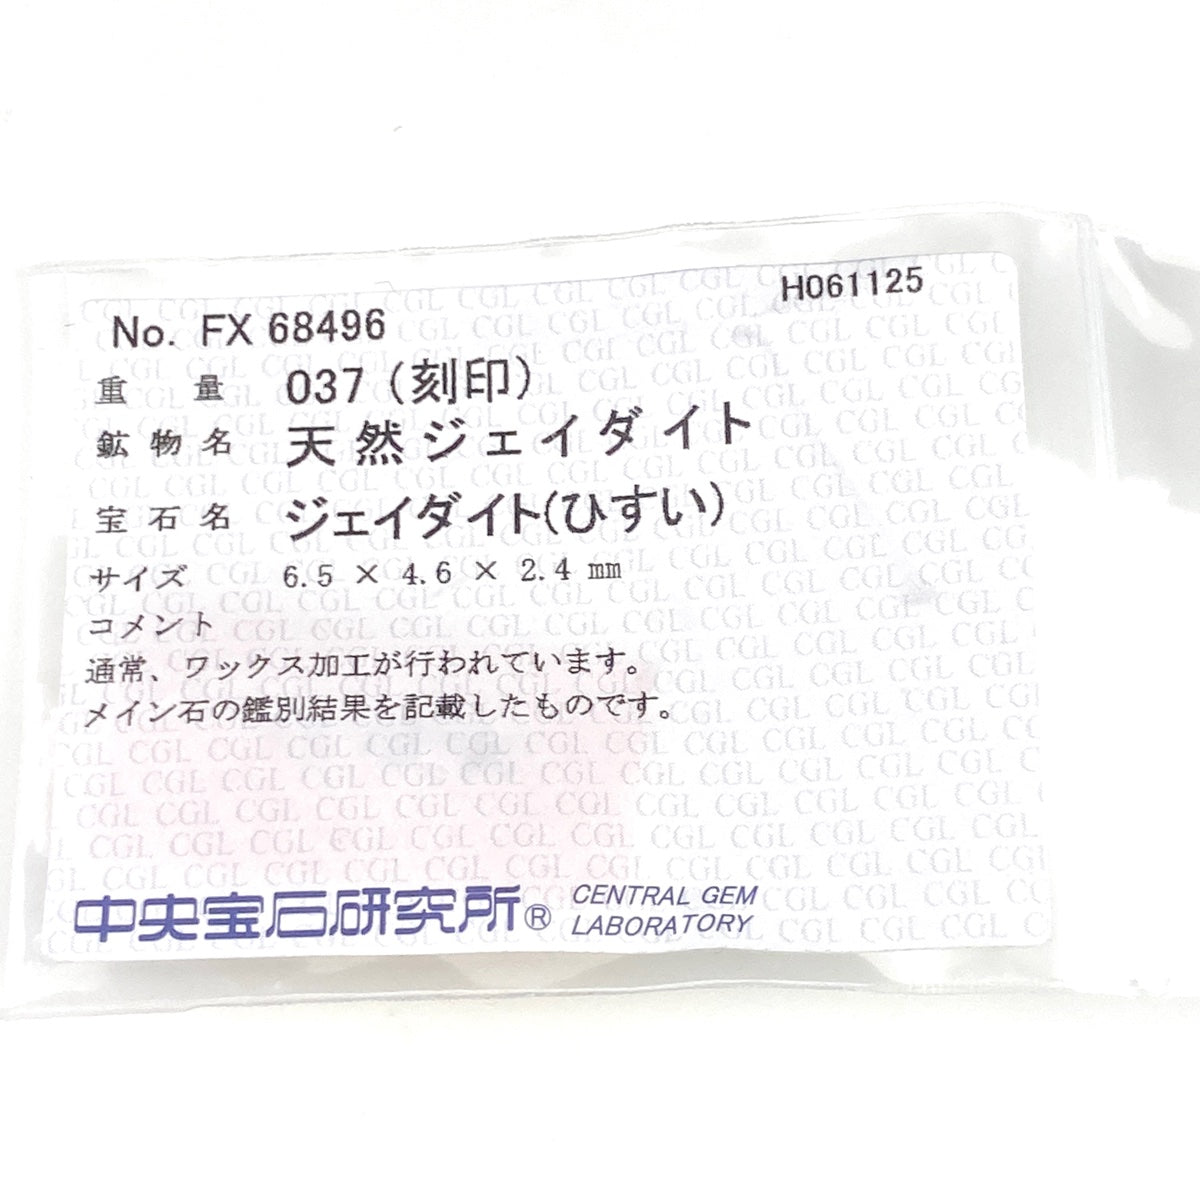 H061125
No. FX 68496
重量 037 (刻印)
鉱物名 天然ジェイダイト
宝石名 ジェイダイト(ひすい)
サイズ 6.5 × 4.6 × 2.4 ㎜
コメント
通常、ワックス加工が行われています。
メイン石の鑑別結果を記載したものです。
中央宝石研究所® CENTRAL GEM
LABORATORY